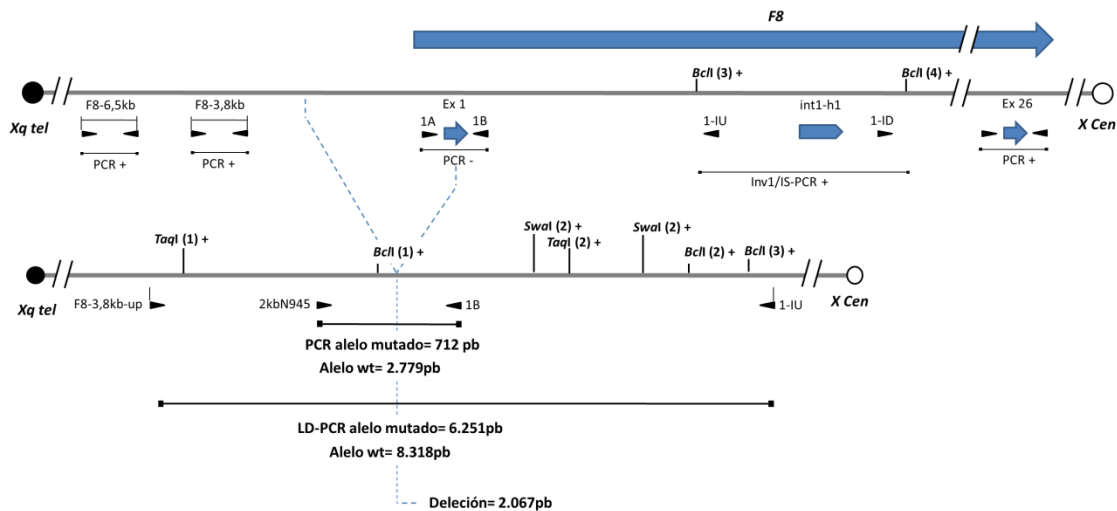 F8
BclI (3) +
BclI (4) +
F8-6,5kb
F8-3,8kb
Ex 1
int1-h1
Ex 26
1A
1B
1-IU
1-ID
Xq tel
X Cen
PCR +
PCR +
PCR -
PCR +
Inv1/IS-PCR +
TaqI (1) +
BclI (1) +
SwaI (2) +
TaqI (2) +
SwaI (2) +
BclI (2) +
BclI (3) +
Xq tel
X Cen
F8-3,8kb-up
2kbN945
1B
1-IU
PCR alelo mutado= 712 pb
Alelo wt= 2.779pb
LD-PCR alelo mutado= 6.251pb
Alelo wt= 8.318pb
Deleción= 2.067pb